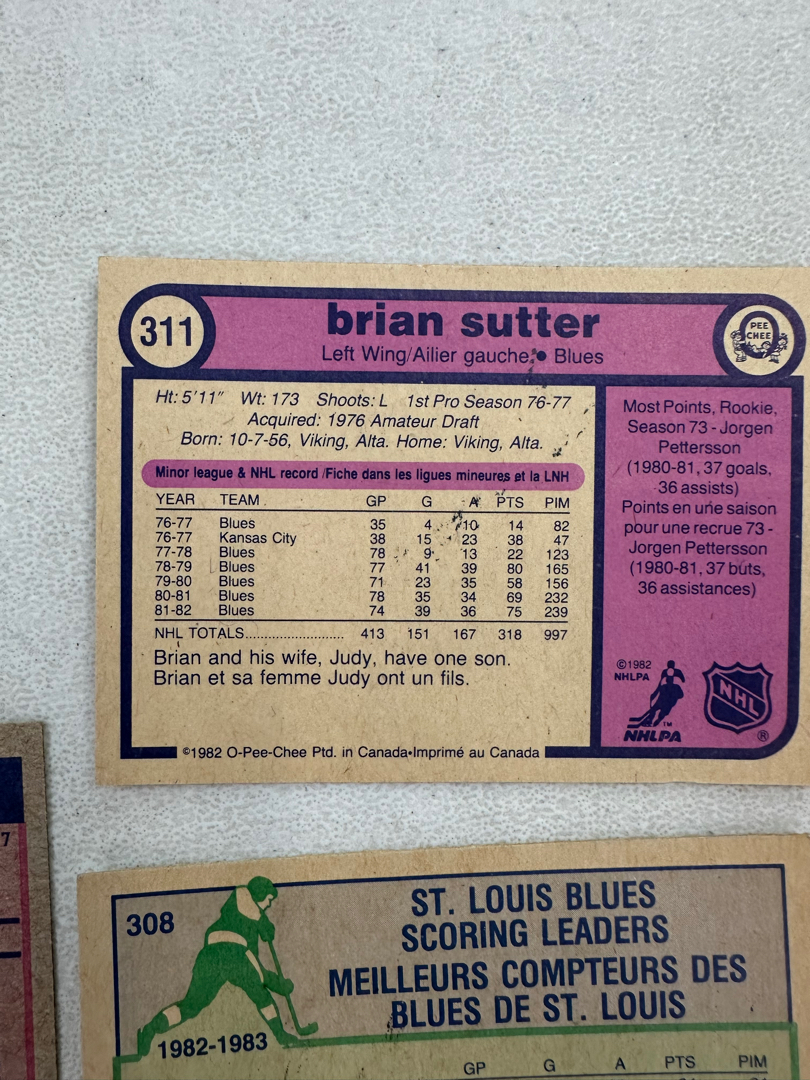 311
brian sutter
Left Wing/Ailier gauche • Blues
PEE
CHEE
Ht: 5'11" Wt: 173 Shoots: L 1st Pro Season 76-77
Acquired: 1976 Amateur Draft
Born: 10-7-56, Viking, Alta. Home: Viking, Alta.
Minor league & NHL record /Fiche dans les ligues mineures et la LNH
YEAR TEAM GP G A PTS PIM
76-77 Blues 35 4 10 14 82
76-77 Kansas City 38 15 23 38 47
77-78 Blues 78 9 13 22 123
78-79 Blues 77 41 39 80 165
79-80 Blues 71 23 35 58 156
80-81 Blues 78 35 34 69 232
81-82 Blues 74 39 36 75 239
NHL TOTALS.......................... 413 151 167 318 997
Brian and his wife, Judy, have one son.
Brian et sa femme Judy ont un fils.
©1982 O-Pee-Chee Ptd. in Canada•Imprimé au Canada
Most Points, Rookie,
Season 73 - Jorgen
Pettersson
(1980-81, 37 goals,
36 assists)
Points en une saison
pour une recrue 73 -
Jorgen Pettersson
(1980-81, 37 buts,
36 assistances)
©1982
NHLPA
TM
NHLPA
NHL
®
7
308
ST. LOUIS BLUES
SCORING LEADERS
MEILLEURS COMPTEURS DES
BLUES DE ST. LOUIS
1982-1983
GP G A PTS PIM